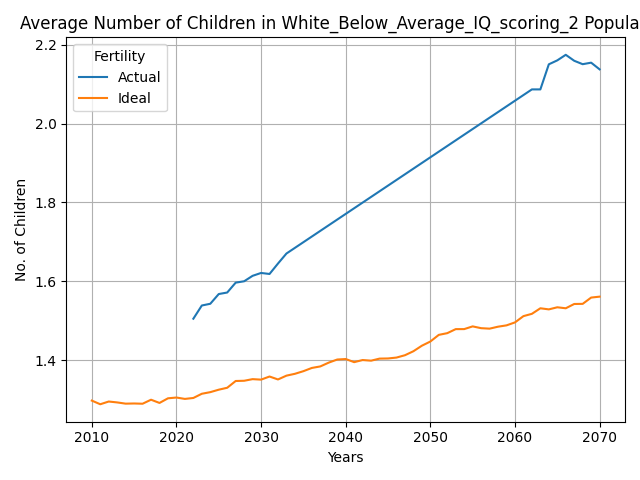 Average Number of Children in White_Below_Average_IQ_scoring_2 Popula
Fertility
Actual
Ideal
No. of Children
2.2
2.0
1.8
1.6
1.4
2010 2020 2030 2040 2050 2060 2070
Years